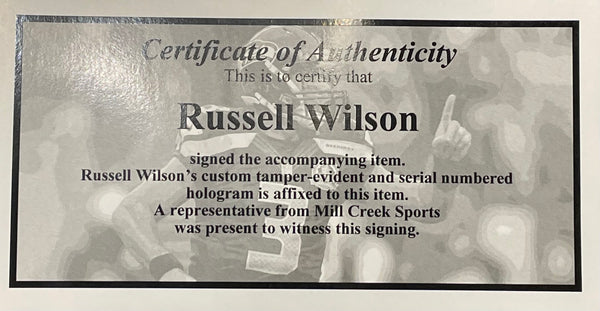 Certificate of Authenticity
This is to certify that
Russell Wilson
signed the accompanying item.
Russell Wilson's custom tamper-evident and serial numbered
hologram is affixed to this item.
A representative from Mill Creek Sports
was present to witness this signing.